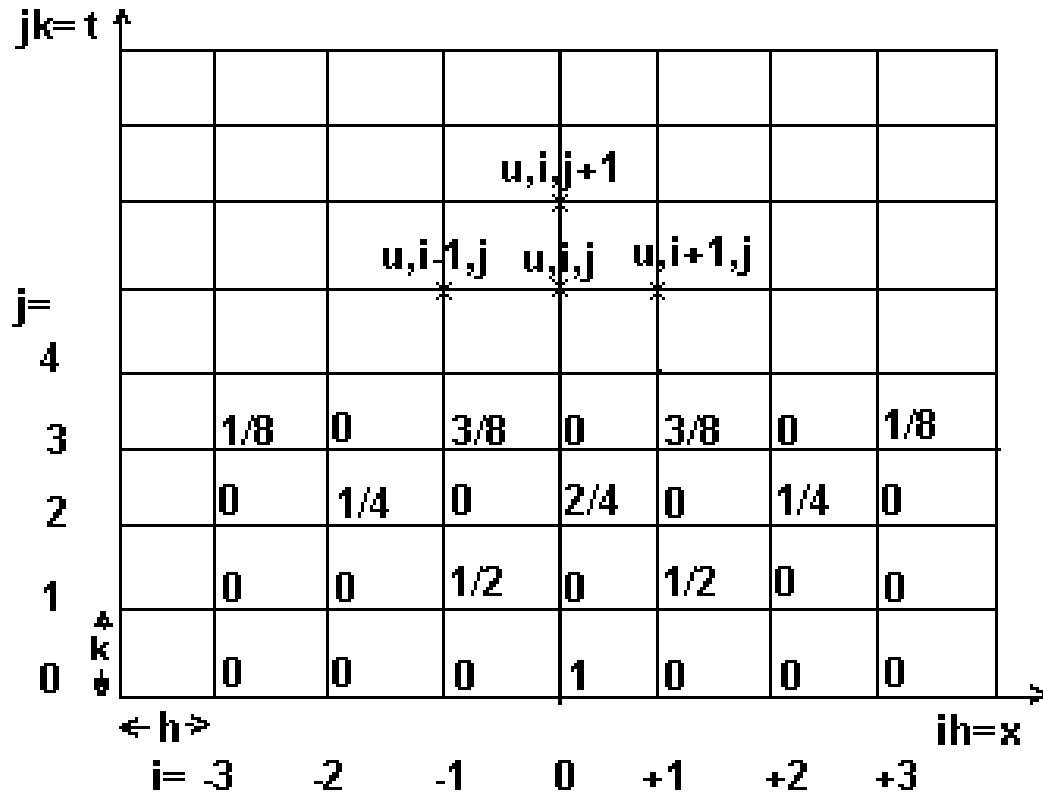 jk= t
u,i,j+1
u,i-1,j u,i,j u,i+1,j
j=
4
3 1/8 0 3/8 0 3/8 0 1/8
2 0 1/4 0 2/4 0 1/4 0
1 0 0 1/2 0 1/2 0 0
k
0 0 0 0 1 0 0 0
h ih=x
i= -3 -2 -1 0 +1 +2 +3